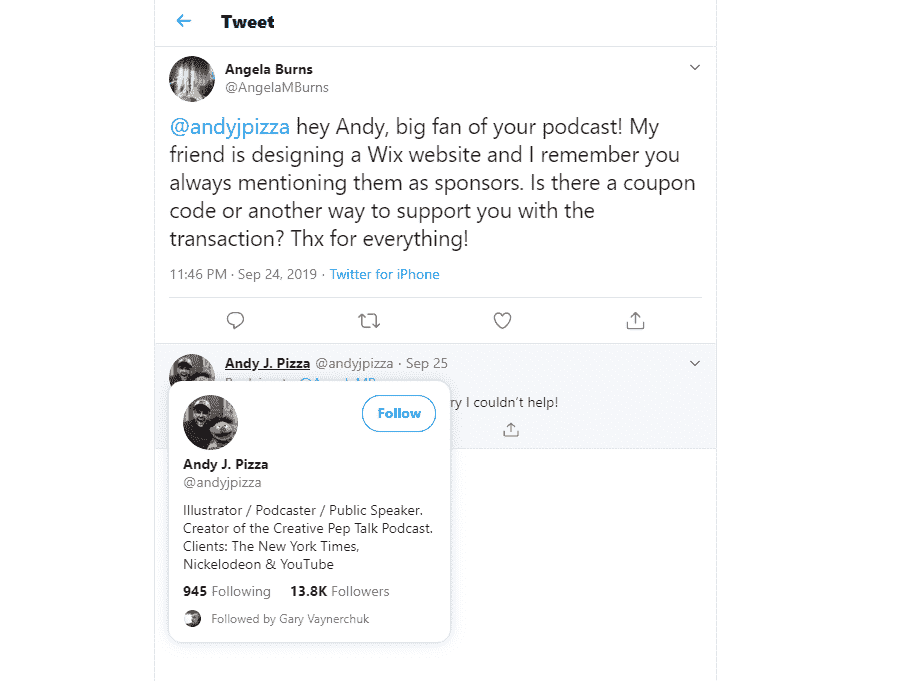 Tweet
Angela Burns
@AngelaMBurns
@andyjpizza hey Andy, big fan of your podcast! My
friend is designing a Wix website and I remember you
always mentioning them as sponsors. Is there a coupon
code or another way to support you with the
transaction? Thx for everything!
11:46 PM · Sep 24, 2019 · Twitter for iPhone
Andy J. Pizza @andyjpizza · Sep 25
I couldn't help!
Follow
Andy J. Pizza
@andyjpizza
Illustrator / Podcaster / Public Speaker.
Creator of the Creative Pep Talk Podcast.
Clients: The New York Times,
Nickelodeon & YouTube
945 Following 13.8K Followers
Followed by Gary Vaynerchuk